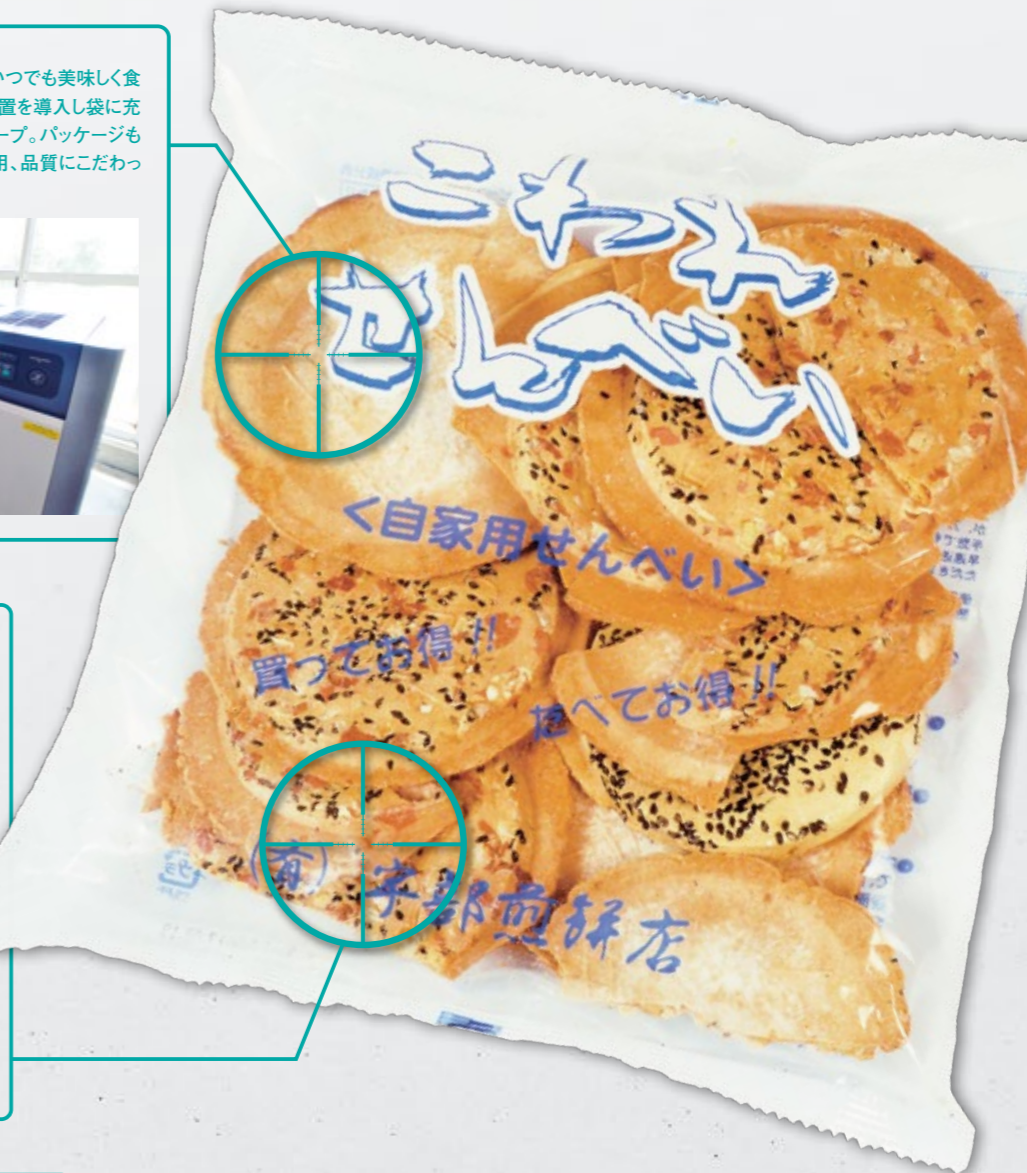 いつでも美味しく食
置を導入し袋に充
ープ。パッケージも
用、品質にこだわっ
こわれ
せんべい
<自家用せんべい>
買ってお得!!
たべてお得!!
(有)宇部煎餅店